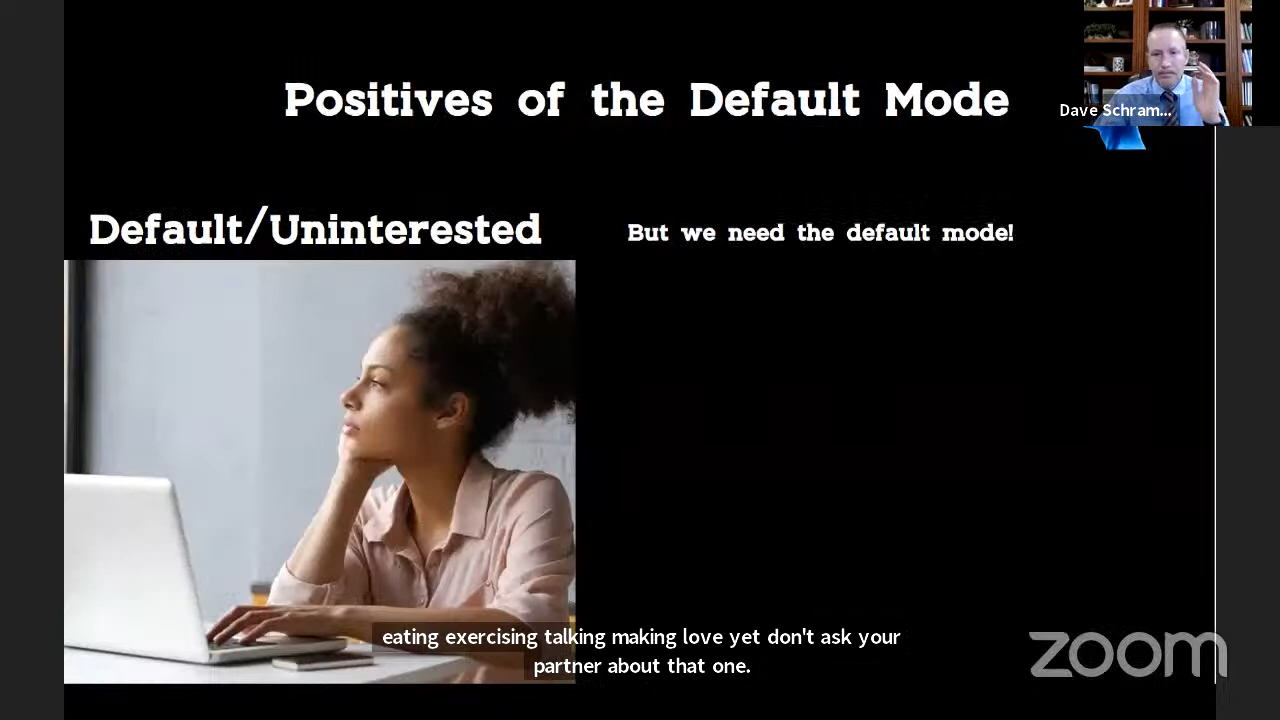 Positives of the Default Mode
Dave Schram...
Default/Uninterested
But we need the default mode!
eating exercising talking making love yet don't ask your
partner about that one.
zoom